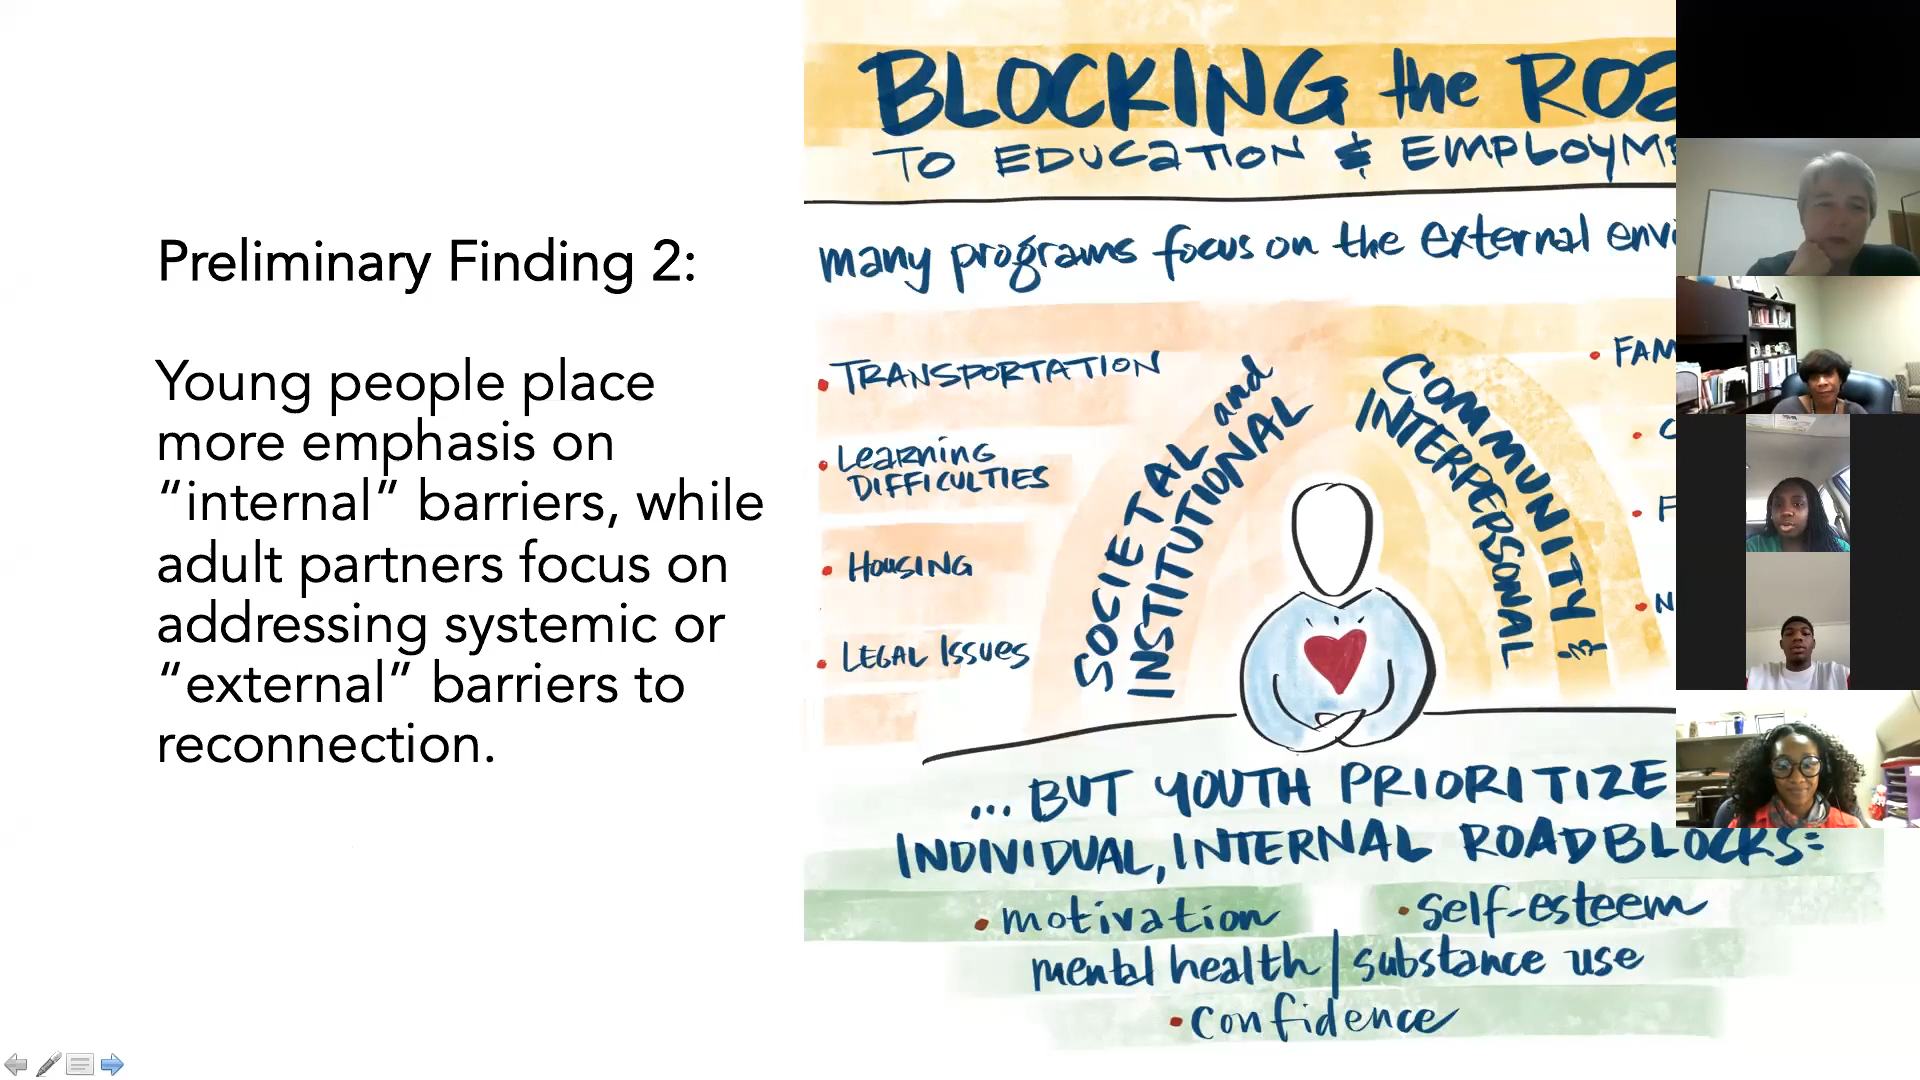 Preliminary Finding 2:
Young people place
more emphasis on
“internal” barriers, while
adult partners focus on
addressing systemic or
“external” barriers to
reconnection.
BLOCKING the
TO EDUCATION &
many programs focus on the external
• TRANSPORTATION
• Learning
DIFFICULTIES
• HOUSING
• LEGAL ISSUES
SOCIETAL and
INSTITUTIONAL
COMMUNITY &
INTERPERSONAL
...BUT YOUTH PRIORITIZE
INDIVIDUAL, INTERNAL ROADBLOCKS:
• motivation
• self-esteem
mental health | substance use
• confidence